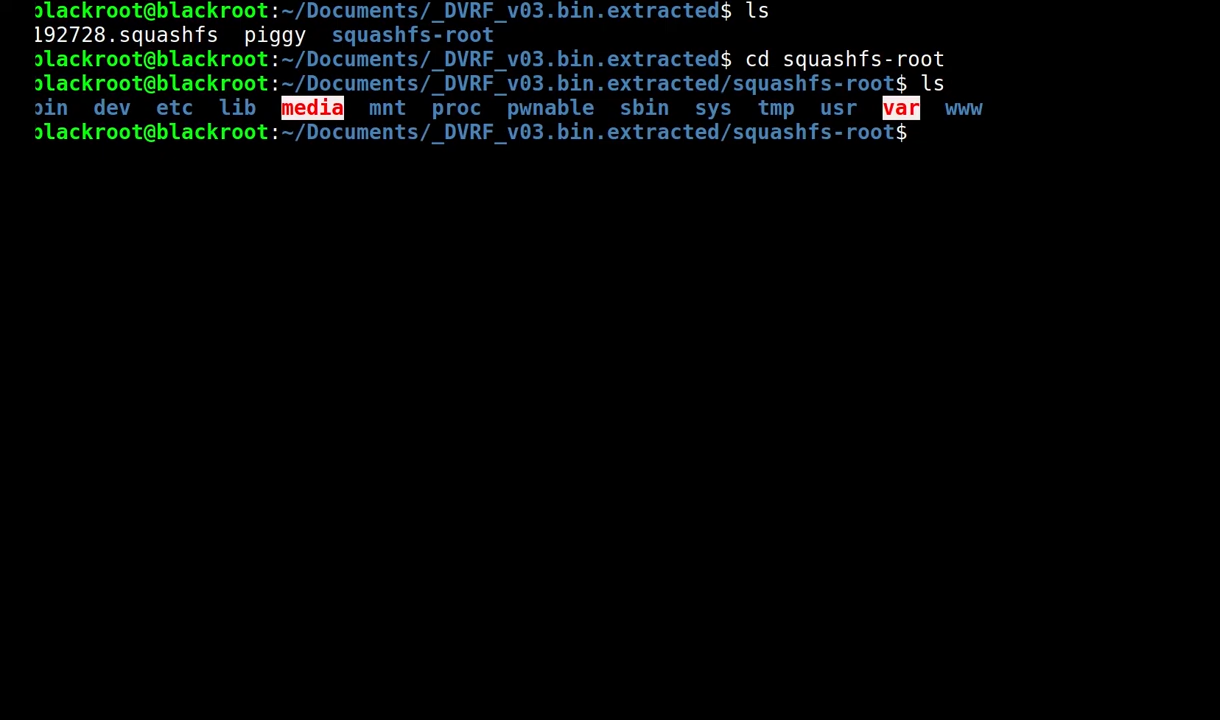 blackroot@blackroot:~/Documents/_DVRF_v03.bin.extracted$ ls
192728.squashfs  piggy  squashfs-root
blackroot@blackroot:~/Documents/_DVRF_v03.bin.extracted$ cd squashfs-root
blackroot@blackroot:~/Documents/_DVRF_v03.bin.extracted/squashfs-root$ ls
bin  dev  etc  lib  media  mnt  proc  pwnable  sbin  sys  tmp  usr  var  www
blackroot@blackroot:~/Documents/_DVRF_v03.bin.extracted/squashfs-root$